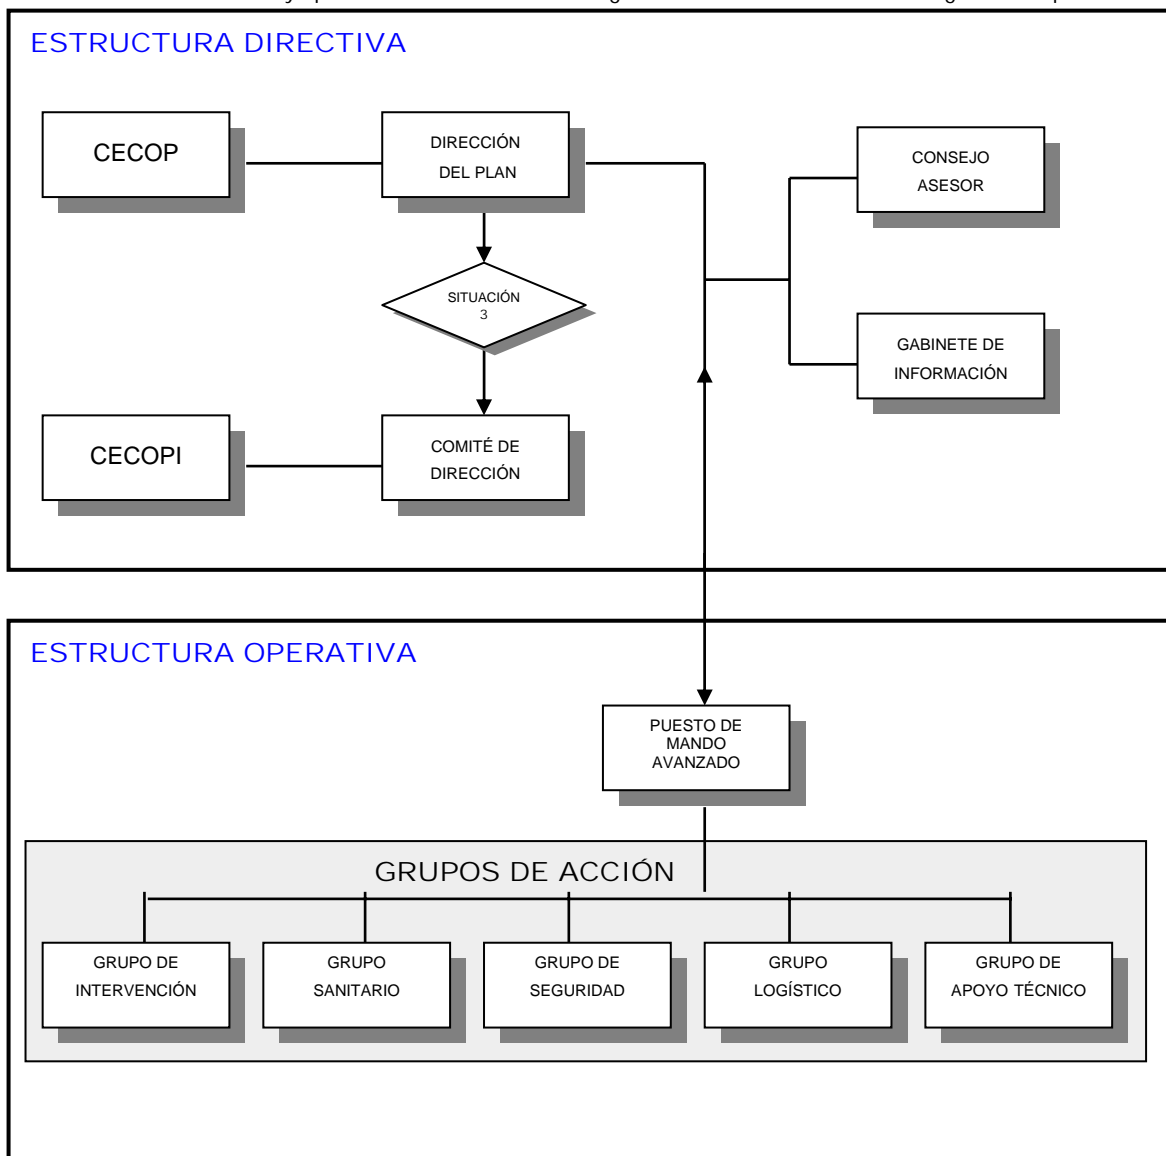 ESTRUCTURA DIRECTIVA
CECOP
DIRECCIÓN
DEL PLAN
CONSEJO
ASESOR
SITUACIÓN
3
GABINETE DE
INFORMACIÓN
CECOPI
COMITÉ DE
DIRECCIÓN
ESTRUCTURA OPERATIVA
PUESTO DE
MANDO
AVANZADO
GRUPOS DE ACCIÓN
GRUPO DE
INTERVENCIÓN
GRUPO
SANITARIO
GRUPO DE
SEGURIDAD
GRUPO
LOGÍSTICO
GRUPO DE
APOYO TÉCNICO